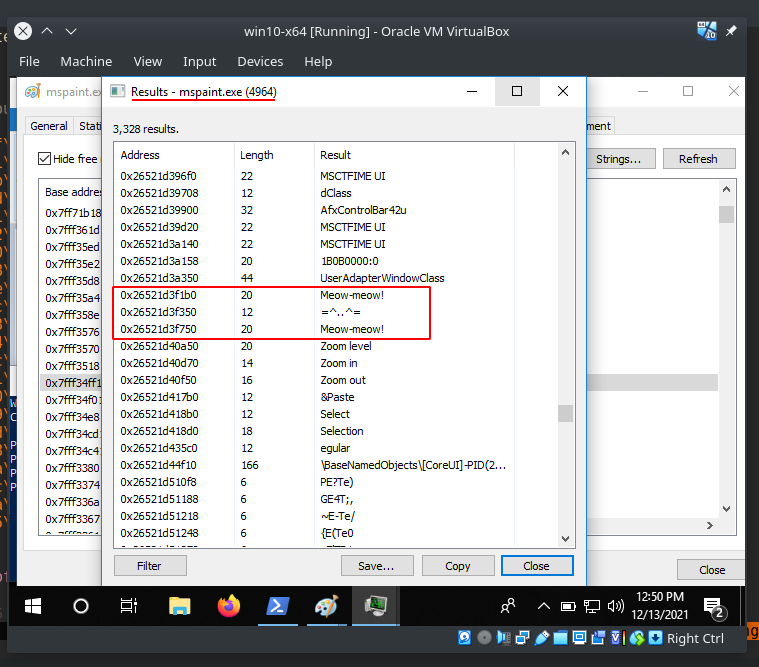 win10-x64 [Running] - Oracle VM VirtualBox
File Machine View Input Devices Help
mspaint.ex
Results - mspaint.exe (4964)
General Stati
ment
3,328 results.
Hide free
Strings... Refresh
Base addre
0x7ff71b18
0x7fff361d
0x7fff35ed
0x7fff35e2
0x7fff35d8
0x7fff35a4
0x7fff358e
0x7fff3576
0x7fff3570
0x7fff3518
0x7fff34ff1
0x7fff34f01
0x7fff34e8
0x7fff34cd
0x7fff34c4
0x7fff3380
0x7fff3374
0x7fff336a
0x7fff3367
Address Length Result
0x26521d396f0 22 MSCTFIME UI
0x26521d39708 12 dClass
0x26521d39900 32 AfxControlBar42u
0x26521d39d20 22 MSCTFIME UI
0x26521d3a140 22 MSCTFIME UI
0x26521d3a158 20 1B0B0000:0
0x26521d3a350 44 UserAdapterWindowClass
0x26521d3f1b0 20 Meow-meow!
0x26521d3f350 12 =^..^=
0x26521d3f750 20 Meow-meow!
0x26521d40a50 20 Zoom level
0x26521d40d70 14 Zoom in
0x26521d40f50 16 Zoom out
0x26521d417b0 12 &Paste
0x26521d418b0 12 Select
0x26521d418d0 18 Selection
0x26521d435c0 12 egular
0x26521d44f10 166 \BaseNamedObjects\[CoreUI]-PID(2...
0x26521d510f8 6 PE?Te)
0x26521d51188 6 GE4T;,
0x26521d51218 6 ~E-Te/
0x26521d51248 6 {E(Te0
Filter Save... Copy Close
Close
12:50 PM
12/13/2021
2
Right Ctrl